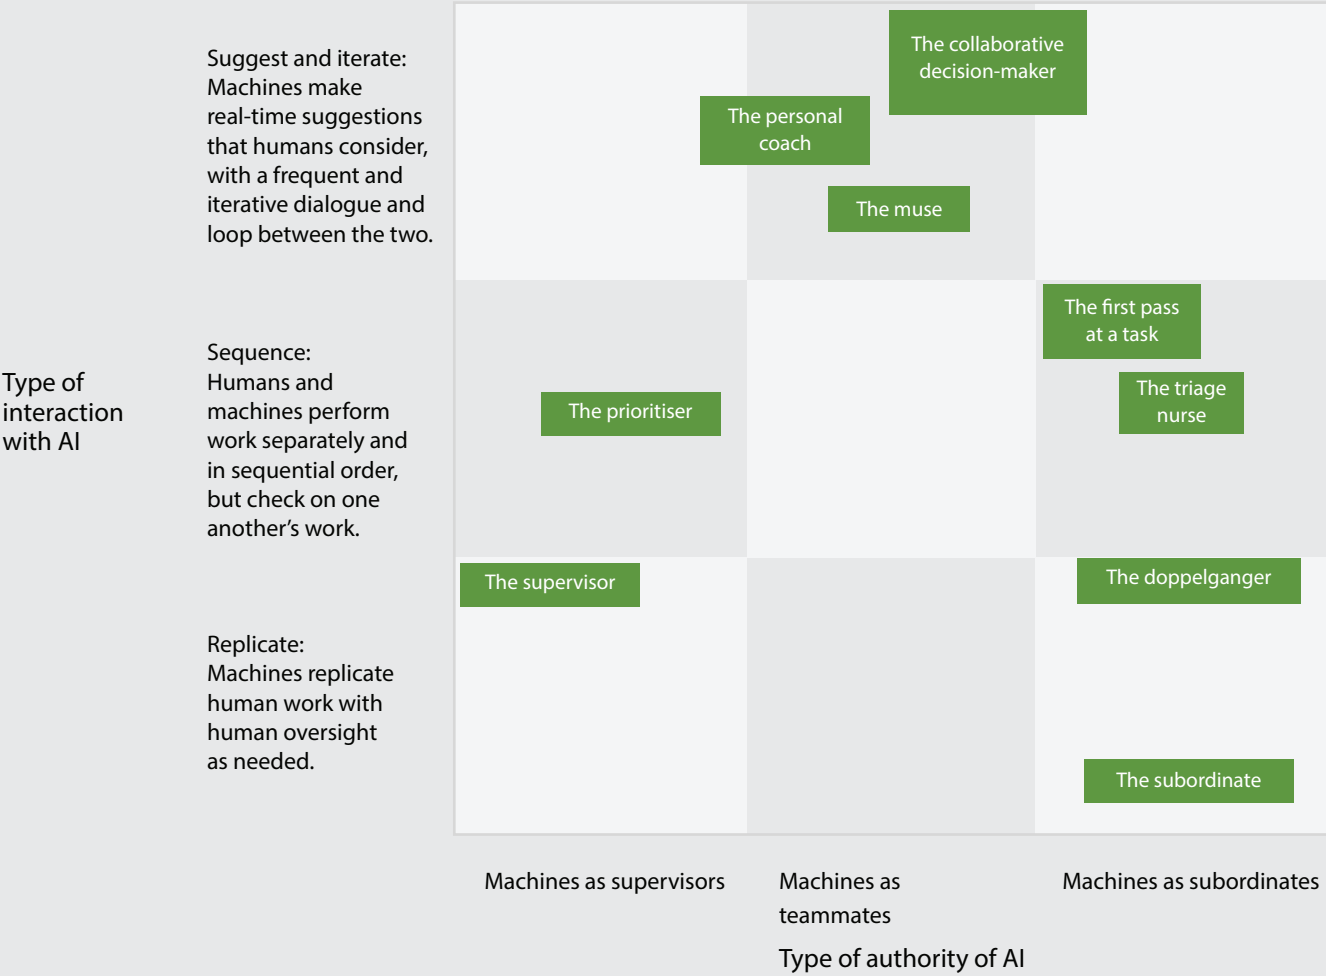 Type of
interaction
with AI
Suggest and iterate:
Machines make
real-time suggestions
that humans consider,
with a frequent and
iterative dialogue and
loop between the two.
The collaborative
decision-maker
The personal
coach
The muse
Sequence:
Humans and
machines perform
work separately and
in sequential order,
but check on one
another’s work.
The prioritiser
The first pass
at a task
The triage
nurse
Replicate:
Machines replicate
human work with
human oversight
as needed.
The supervisor
The doppelganger
The subordinate
Machines as supervisors
Machines as
teammates
Machines as subordinates
Type of authority of AI